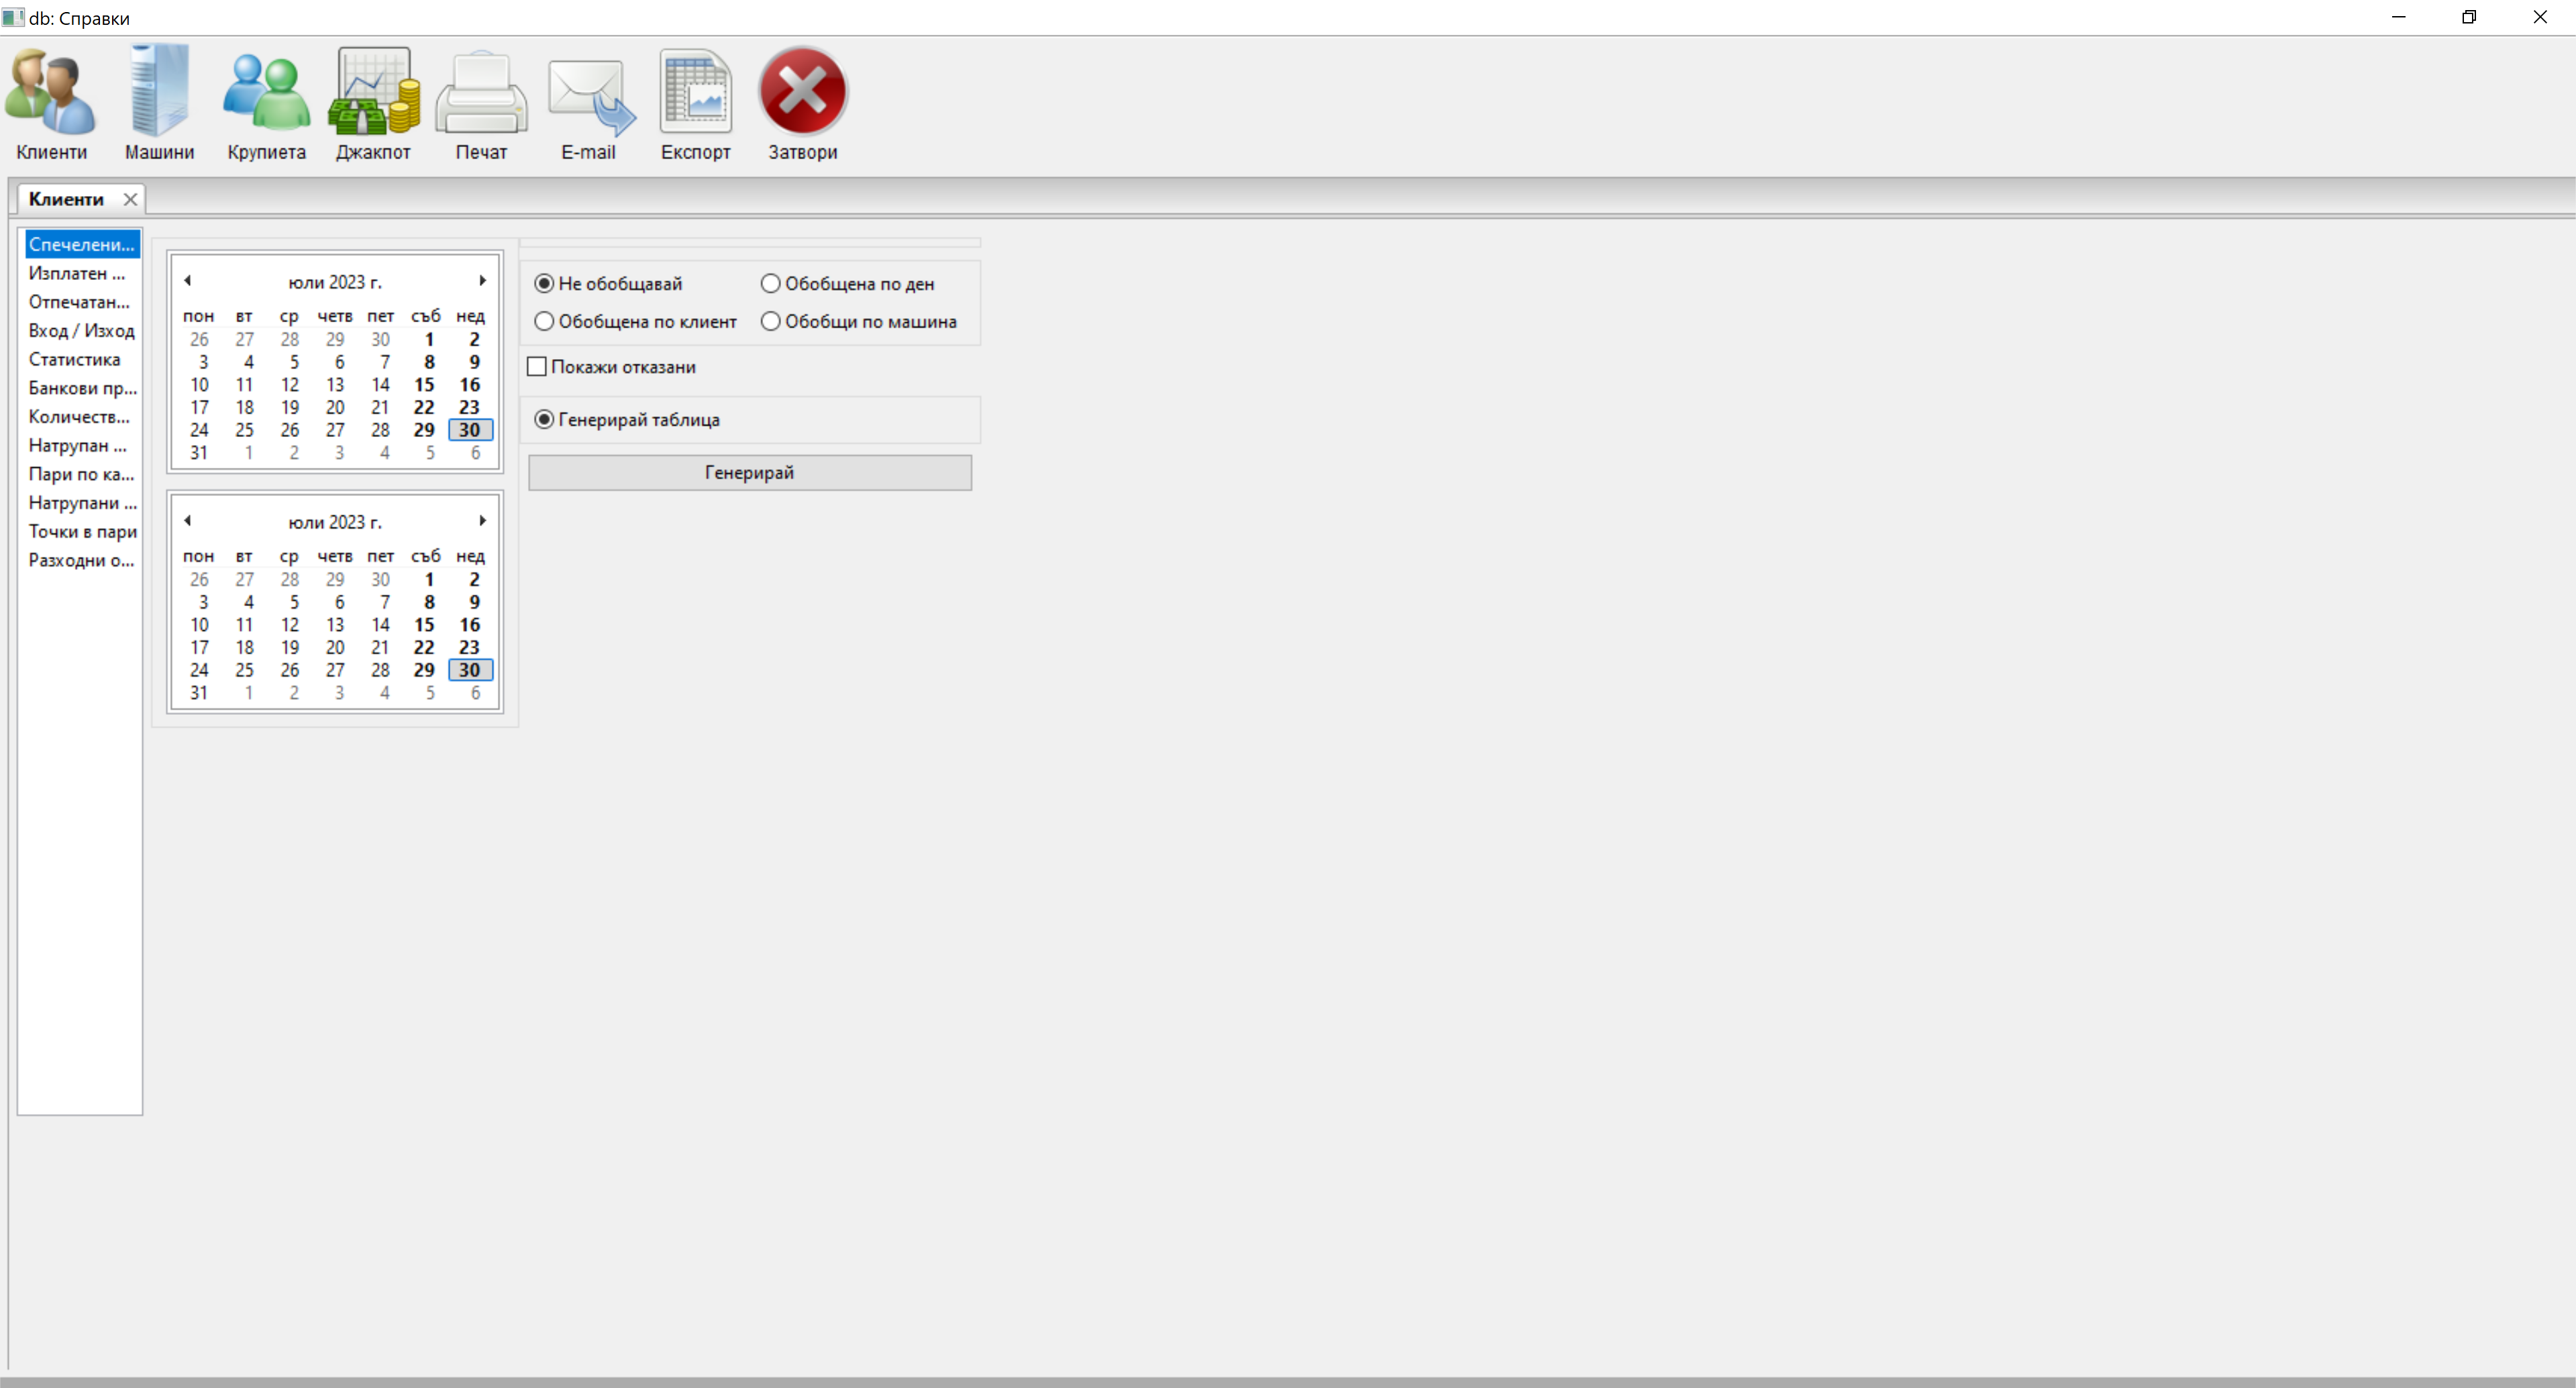 db: Справки
Клиенти Машини Крупиета Джакпот Печат E-mail Експорт Затвори
Клиенти
Спечелени...
Изплатен ...
Отпечатан...
Вход / Изход
Статистика
Банкови пр...
Количеств...
Натрупан ...
Пари по ка...
Натрупани ...
Точки в пари
Разходни о...
юли 2023 г.
пон вт ср четв пет съб нед
26 27 28 29 30 1 2
3 4 5 6 7 8 9
10 11 12 13 14 15 16
17 18 19 20 21 22 23
24 25 26 27 28 29 30
31 1 2 3 4 5 6
юли 2023 г.
пон вт ср четв пет съб нед
26 27 28 29 30 1 2
3 4 5 6 7 8 9
10 11 12 13 14 15 16
17 18 19 20 21 22 23
24 25 26 27 28 29 30
31 1 2 3 4 5 6
Не обобщавай Обобщена по ден
Обобщена по клиент Обобщи по машина
Покажи отказани
Генерирай таблица
Генерирай